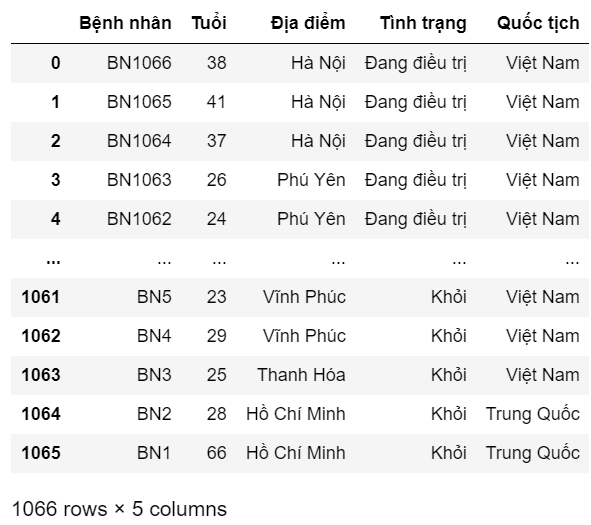 Bệnh nhân Tuổi Địa điểm Tình trạng Quốc tịch
0 BN1066 38 Hà Nội Đang điều trị Việt Nam
1 BN1065 41 Hà Nội Đang điều trị Việt Nam
2 BN1064 37 Hà Nội Đang điều trị Việt Nam
3 BN1063 26 Phú Yên Đang điều trị Việt Nam
4 BN1062 24 Phú Yên Đang điều trị Việt Nam
... ... ... ... ... ...
1061 BN5 23 Vĩnh Phúc Khỏi Việt Nam
1062 BN4 29 Vĩnh Phúc Khỏi Việt Nam
1063 BN3 25 Thanh Hóa Khỏi Việt Nam
1064 BN2 28 Hồ Chí Minh Khỏi Trung Quốc
1065 BN1 66 Hồ Chí Minh Khỏi Trung Quốc
1066 rows × 5 columns